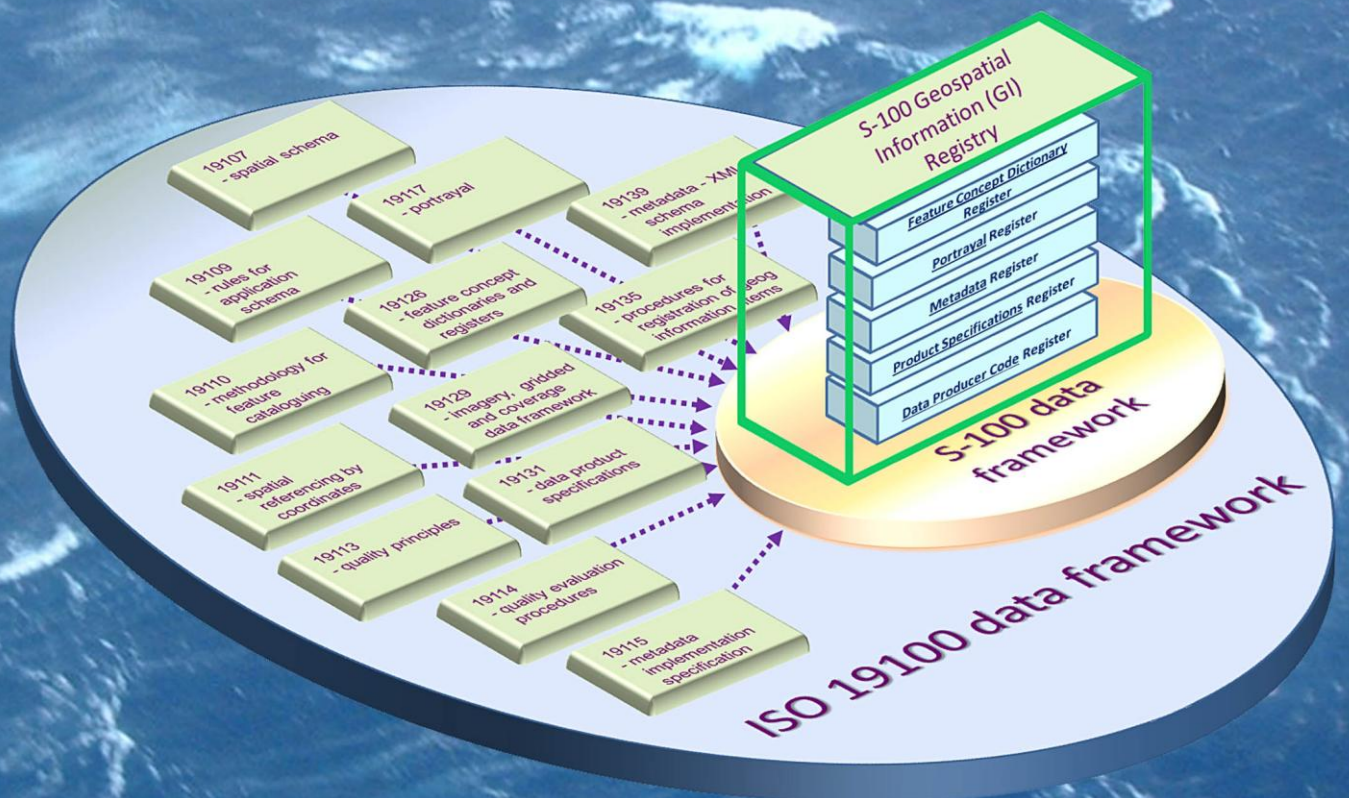 19107
- spatial schema
19117
- portrayal
19139
- metadata - XML
schema
implementation
19109
- rules for
application
schema
19126
- feature concept
dictionaries and
registers
19135
- procedures for
registration of geog
information items
19110
- methodology for
feature
cataloguing
19129
- imagery, gridded
and coverage
data framework
19111
- spatial
referencing by
coordinates
19131
- data product
specifications
19113
- quality principles
19114
- quality evaluation
procedures
19115
- metadata
implementation
specification
S-100 Geospatial
Information (GI)
Registry
Feature Concept Dictionary
Register
Portrayal Register
Metadata Register
Product Specifications Register
Data Producer Code Register
S-100 data
framework
ISO 19100 data framework